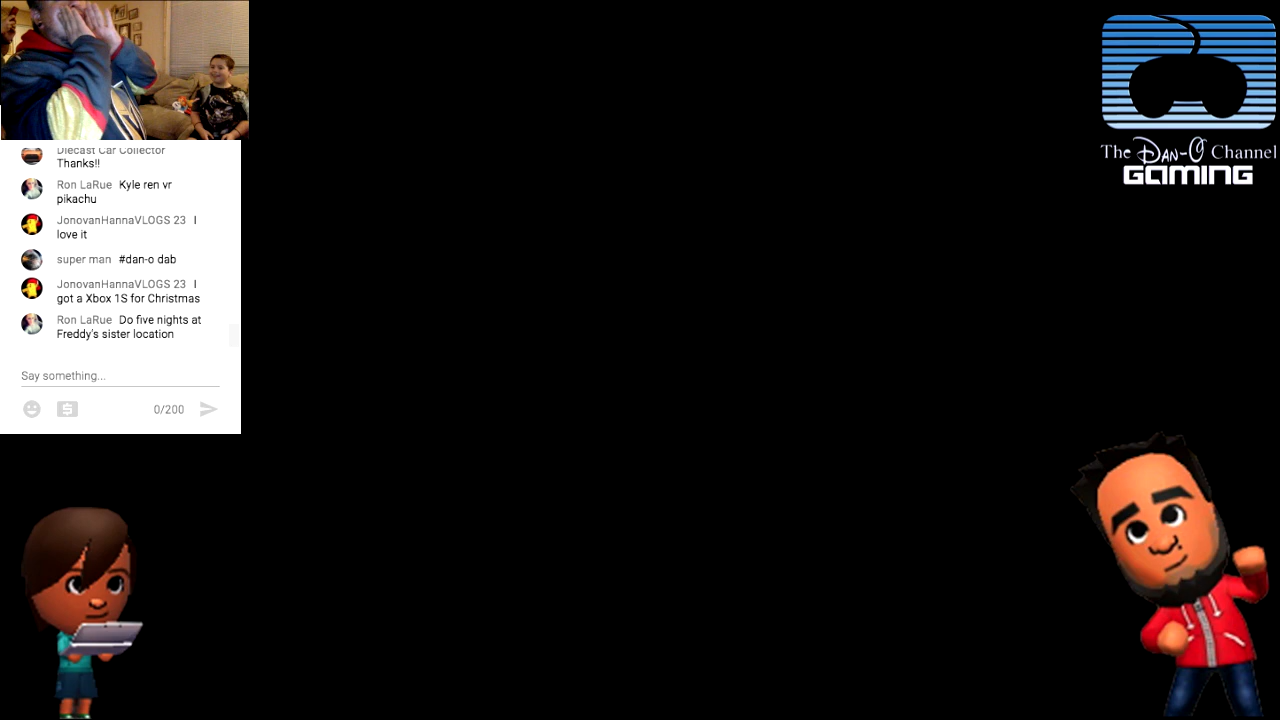 Diecast Car Collector
Thanks!!
Ron LaRue Kyle ren vr
pikachu
JonovanHannaVLOGS 23 I
love it
super man #dan-o dab
JonovanHannaVLOGS 23 I
got a Xbox 1S for Christmas
Ron LaRue Do five nights at
Freddy's sister location
Say something...
0/200
The Dan-O Channel
GAMING